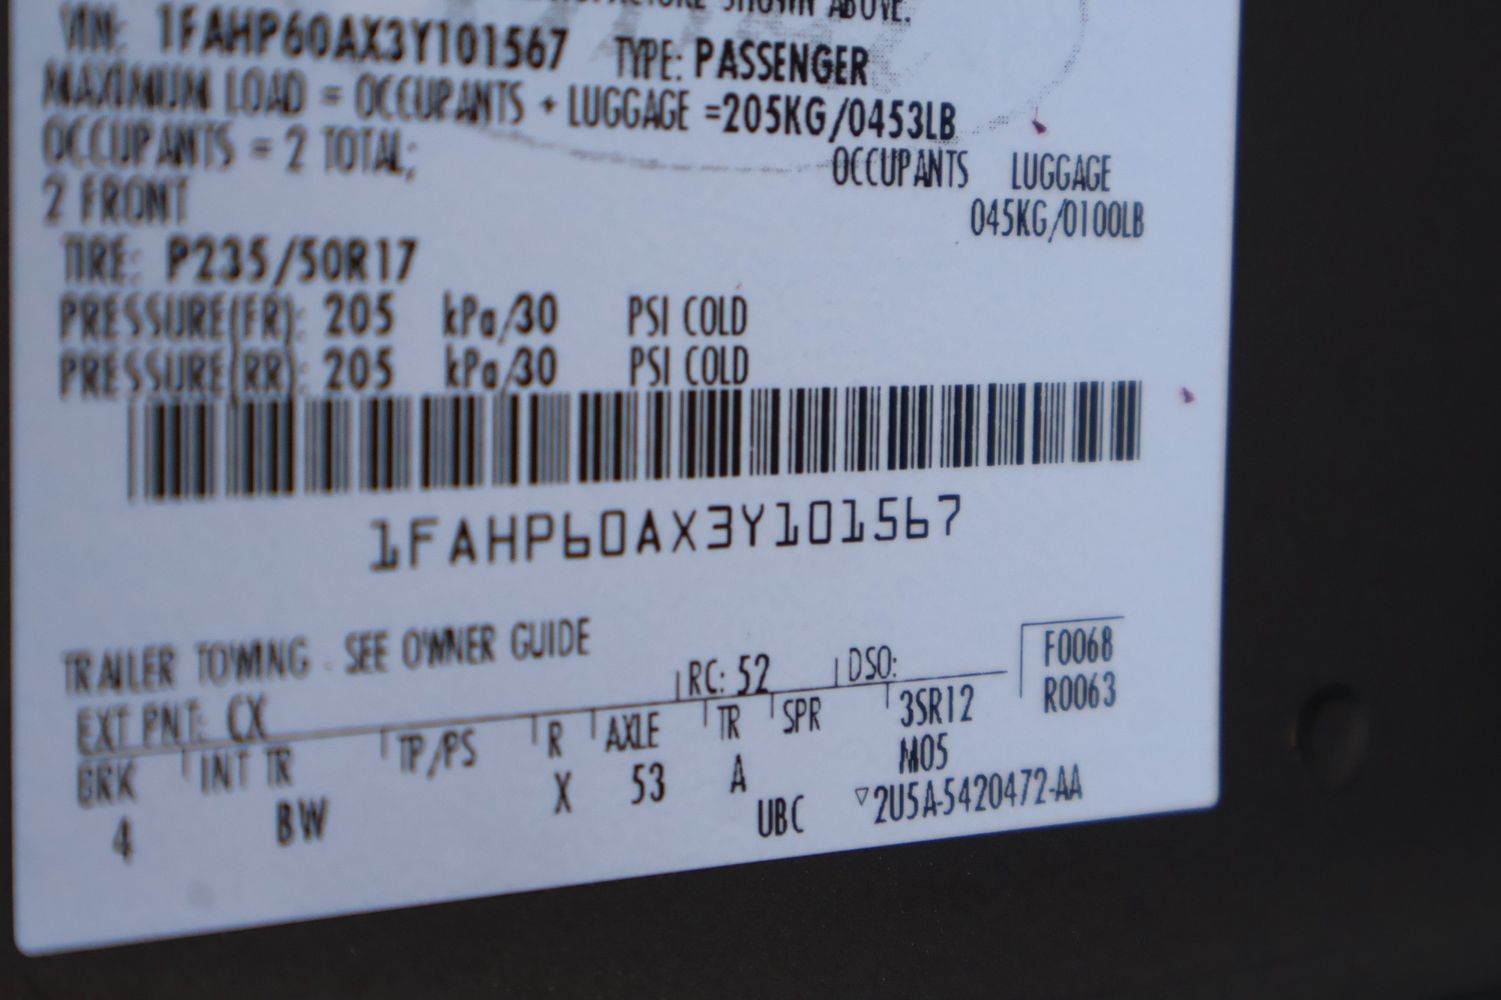 SHOWN ABOVE.
VIN: 1FAHP60AX3Y101567 TYPE: PASSENGER
MAXIMUM LOAD = OCCUPANTS + LUGGAGE =205KG/0453LB
OCCUPANTS = 2 TOTAL; OCCUPANTS LUGGAGE
2 FRONT 045KG/0100LB
TIRE: P235/50R17
PRESSURE(FR): 205 kPa/30 PSI COLD
PRESSURE(RR): 205 kPa/30 PSI COLD
1FAHP60AX3Y101567
TRAILER TOWING - SEE OWNER GUIDE
EXT PNT: CX RC: 52 DSO: F0068
BRK INT TR TP/PS R AXLE TR SPR 3SR12 R0063
4 BW X 53 A M05
UBC ▽2U5A-5420472-AA